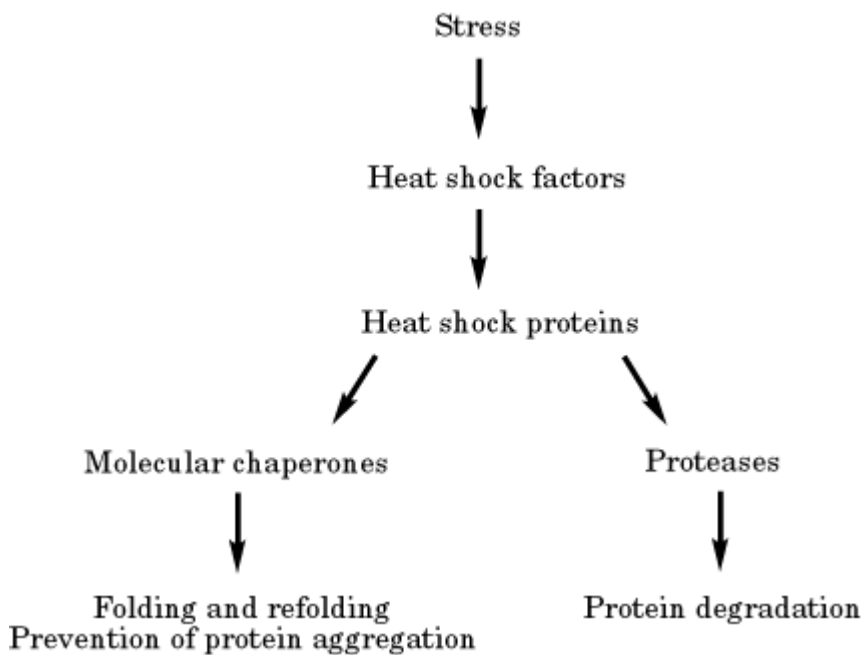 Stress
Heat shock factors
Heat shock proteins
Molecular chaperones
Proteases
Folding and refolding
Prevention of protein aggregation
Protein degradation